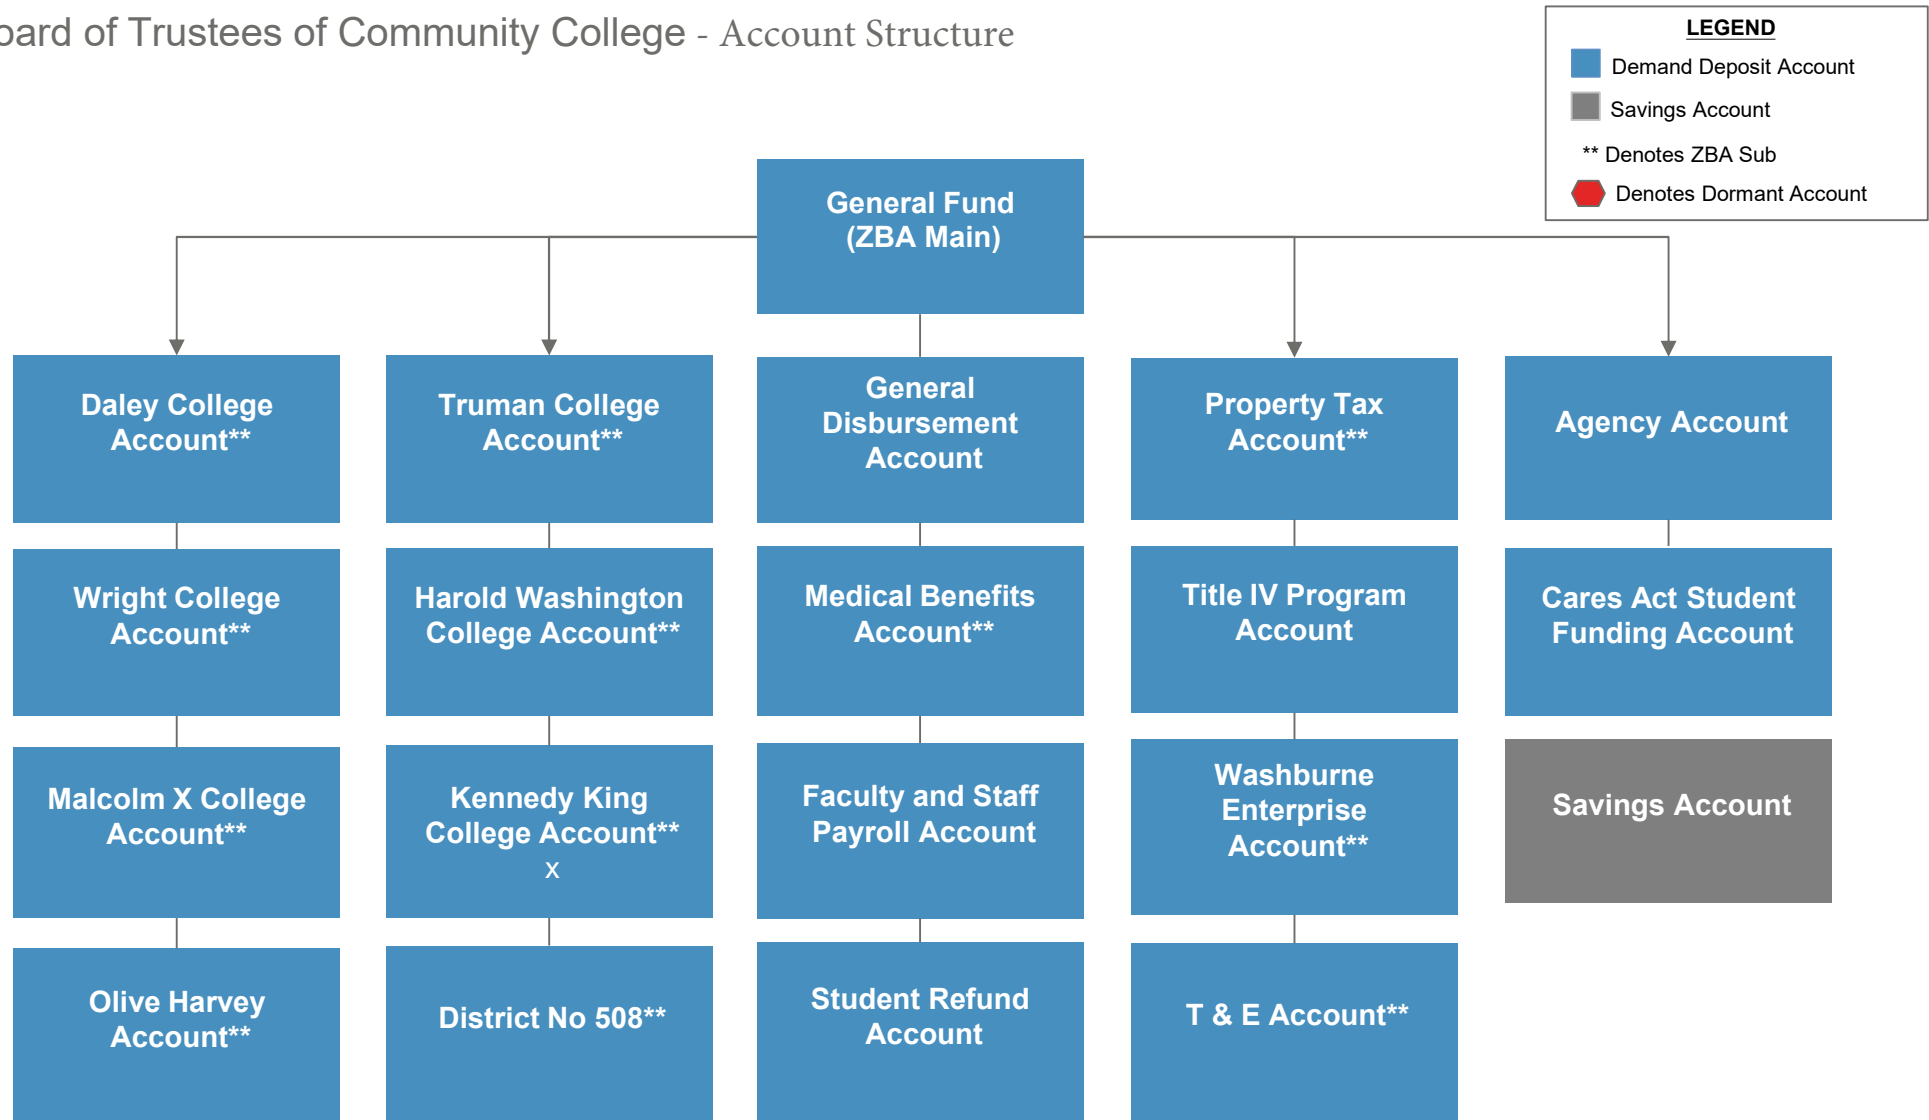 oard of Trustees of Community College - Account Structure
LEGEND
Demand Deposit Account
Savings Account
** Denotes ZBA Sub
Denotes Dormant Account
General Fund
(ZBA Main)
Daley College
Account**
Truman College
Account**
General
Disbursement
Account
Property Tax
Account**
Agency Account
Wright College
Account**
Harold Washington
College Account**
Medical Benefits
Account**
Title IV Program
Account
Cares Act Student
Funding Account
Malcolm X College
Account**
Kennedy King
College Account**
x
Faculty and Staff
Payroll Account
Washburne
Enterprise
Account**
Savings Account
Olive Harvey
Account**
District No 508**
Student Refund
Account
T & E Account**